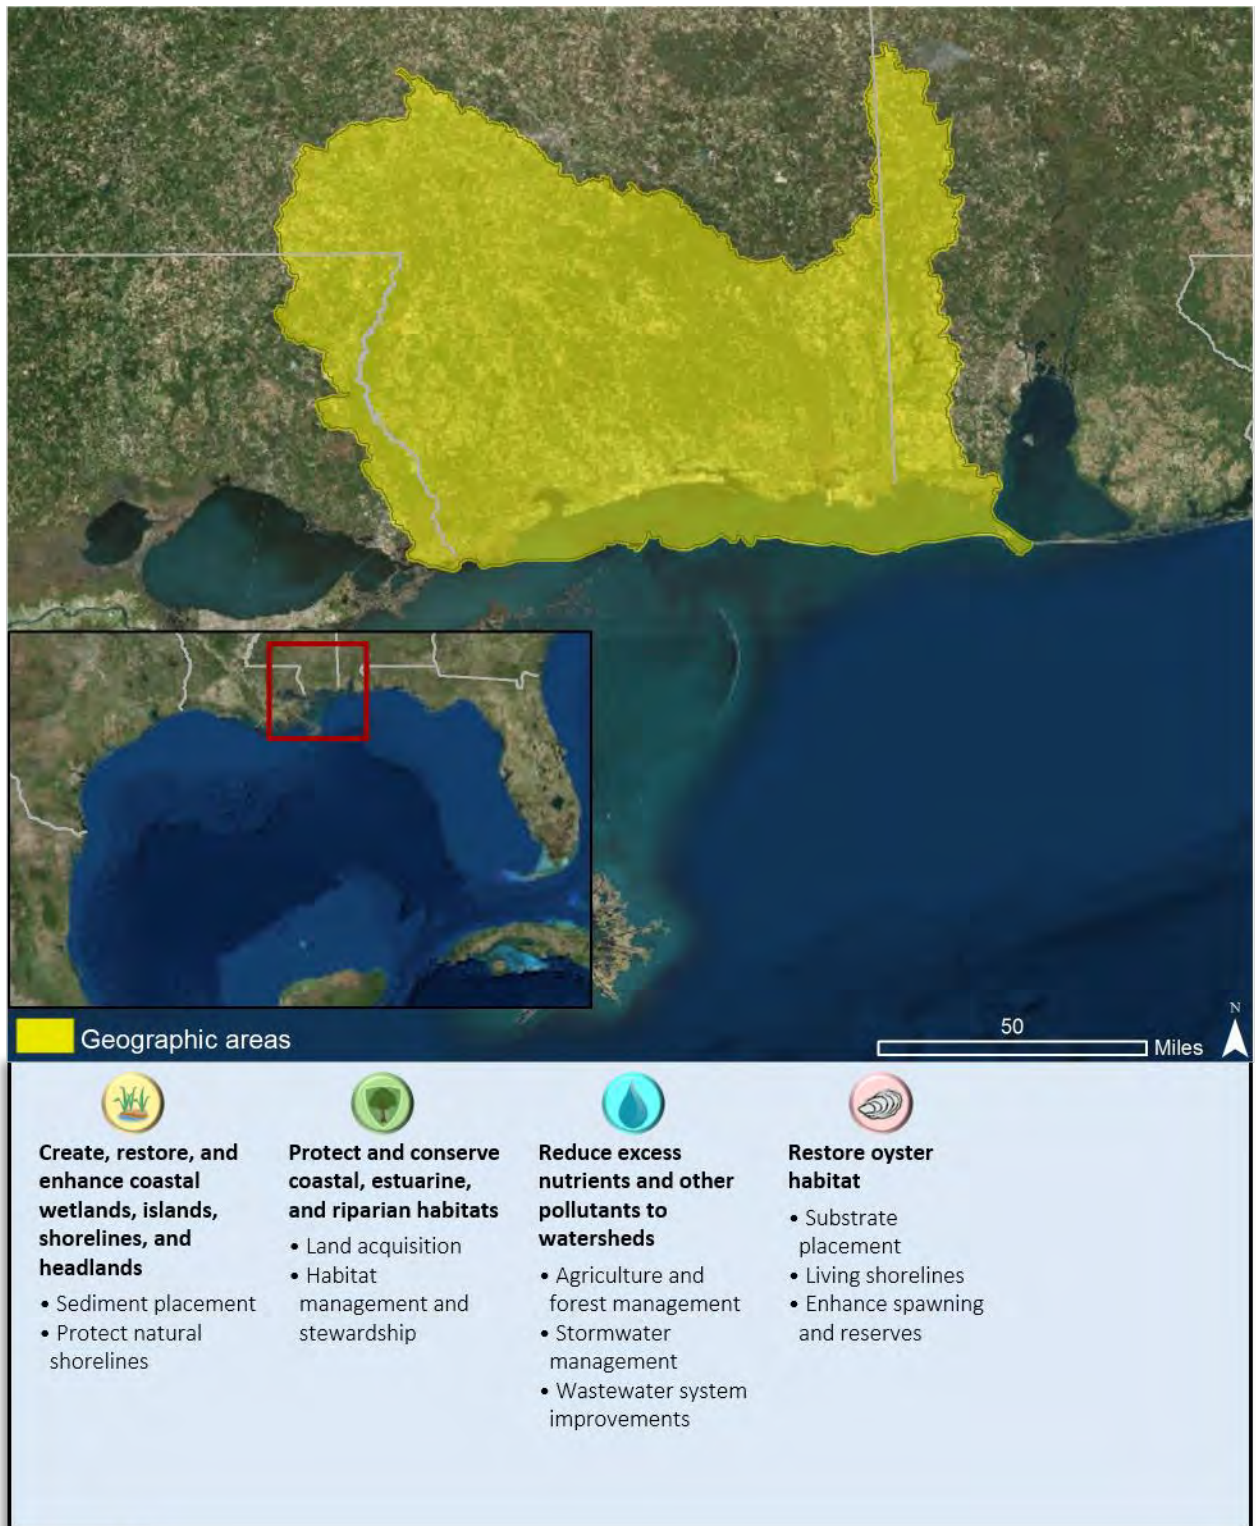 Geographic areas
50
Miles
N
Create, restore, and
enhance coastal
wetlands, islands,
shorelines, and
headlands
• Sediment placement
• Protect natural
shorelines
Protect and conserve
coastal, estuarine,
and riparian habitats
• Land acquisition
• Habitat
management and
stewardship
Reduce excess
nutrients and other
pollutants to
watersheds
• Agriculture and
forest management
• Stormwater
management
• Wastewater system
improvements
Restore oyster
habitat
• Substrate
placement
• Living shorelines
• Enhance spawning
and reserves